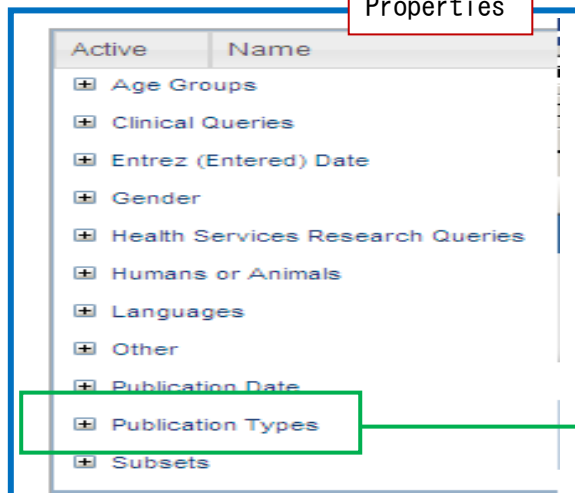 Properties
Active Name
Age Groups
Clinical Queries
Entrez (Entered) Date
Gender
Health Services Research Queries
Humans or Animals
Languages
Other
Publication Date
Publication Types
Subsets